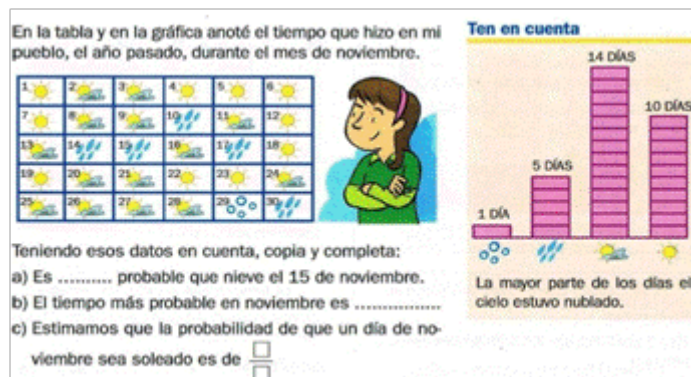 En la tabla y en la gráfica anoté el tiempo que hizo en mi
pueblo, el año pasado, durante el mes de noviembre.
1 2 3 4 5 6
7 8 9 10 11 12
13 14 15 16 17 18
19 20 21 22 23 24
25 26 27 28 29 30
Teniendo esos datos en cuenta, copia y completa:
a) Es .......... probable que nieve el 15 de noviembre.
b) El tiempo más probable en noviembre es ................
c) Estimamos que la probabilidad de que un día de no-
viembre sea soleado es de
Ten en cuenta
14 DÍAS
10 DÍAS
5 DÍAS
1 DÍA
La mayor parte de los días el
cielo estuvo nublado.